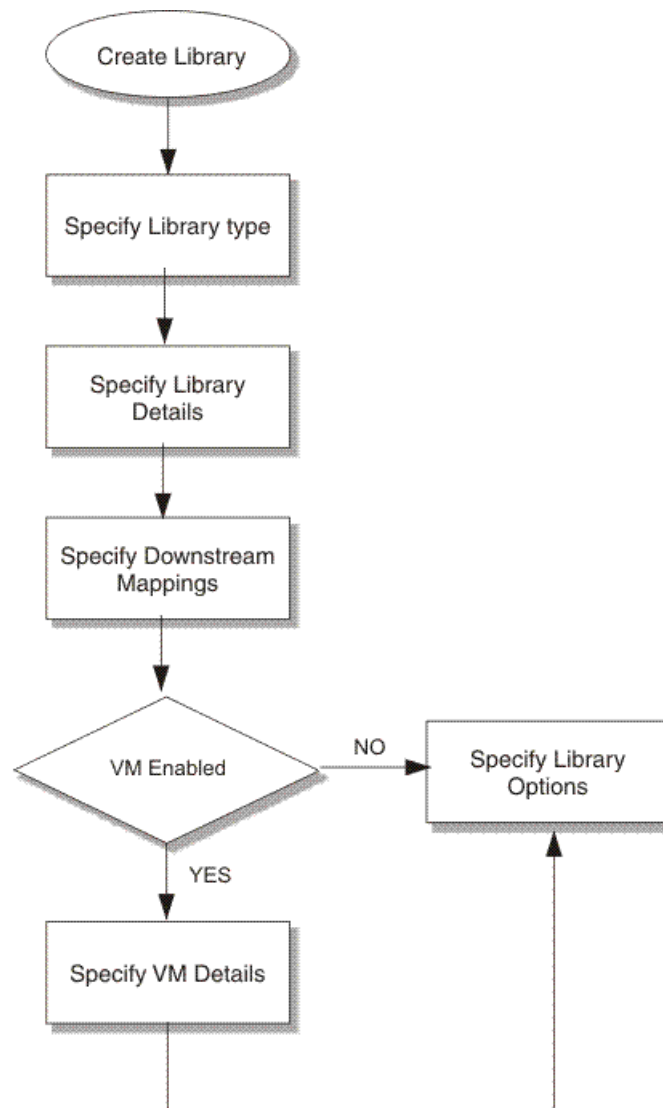 Create Library
Specify Library type
Specify Library
Details
Specify Downstream
Mappings
VM Enabled
NO
Specify Library
Options
YES
Specify VM Details